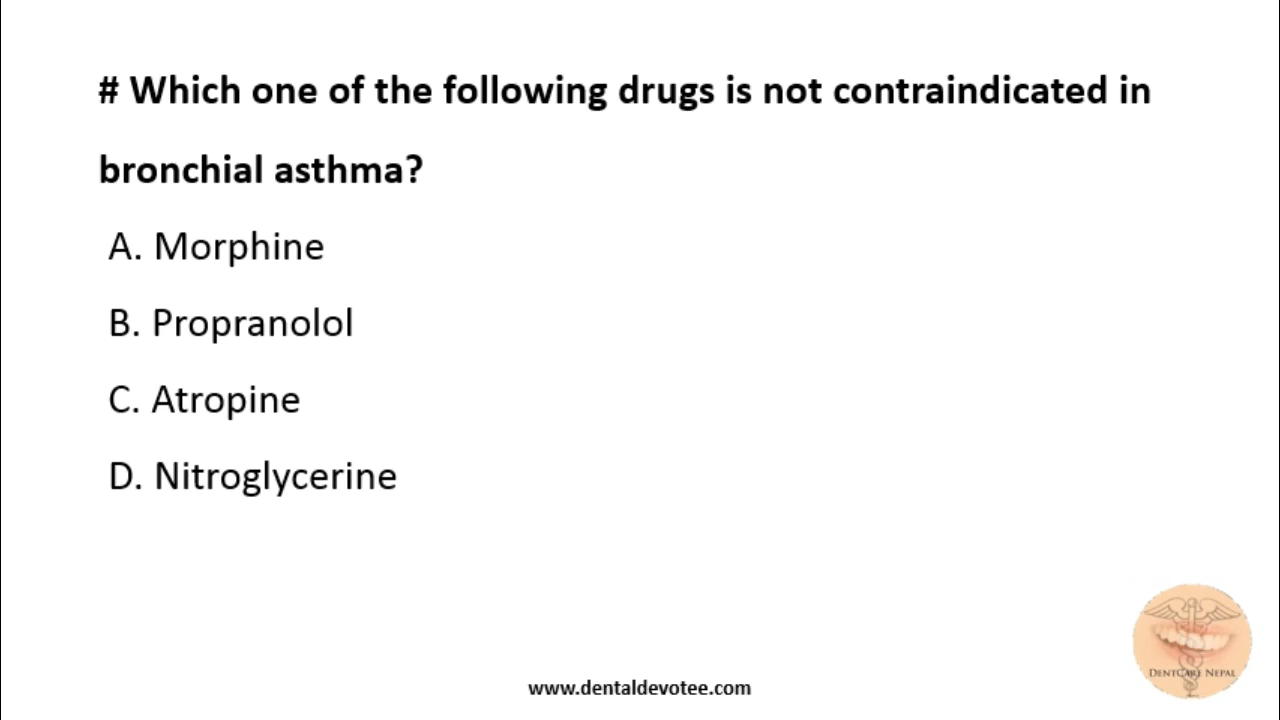 # Which one of the following drugs is not contraindicated in
bronchial asthma?
A. Morphine
B. Propranolol
C. Atropine
D. Nitroglycerine
DENTCARE NEPAL
www.dentaldevotee.com